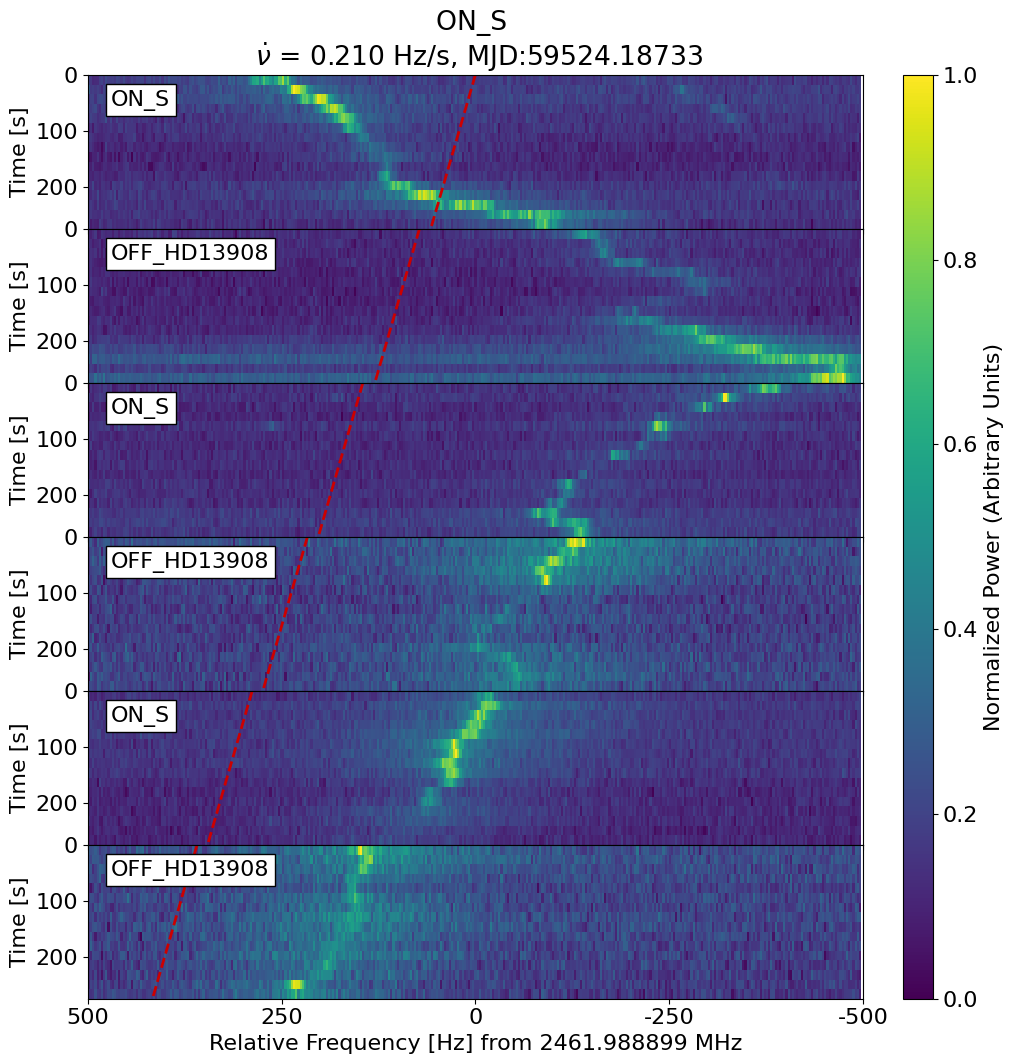 ON_S
ν̇ = 0.210 Hz/s, MJD:59524.18733
ON_S
Time [s]
0
100
200
OFF_HD13908
Time [s]
0
100
200
ON_S
Time [s]
0
100
200
OFF_HD13908
Time [s]
0
100
200
ON_S
Time [s]
0
100
200
OFF_HD13908
Time [s]
0
100
200
500
250
0
-250
-500
Relative Frequency [Hz] from 2461.988899 MHz
1.0
0.8
0.6
0.4
0.2
0.0
Normalized Power (Arbitrary Units)